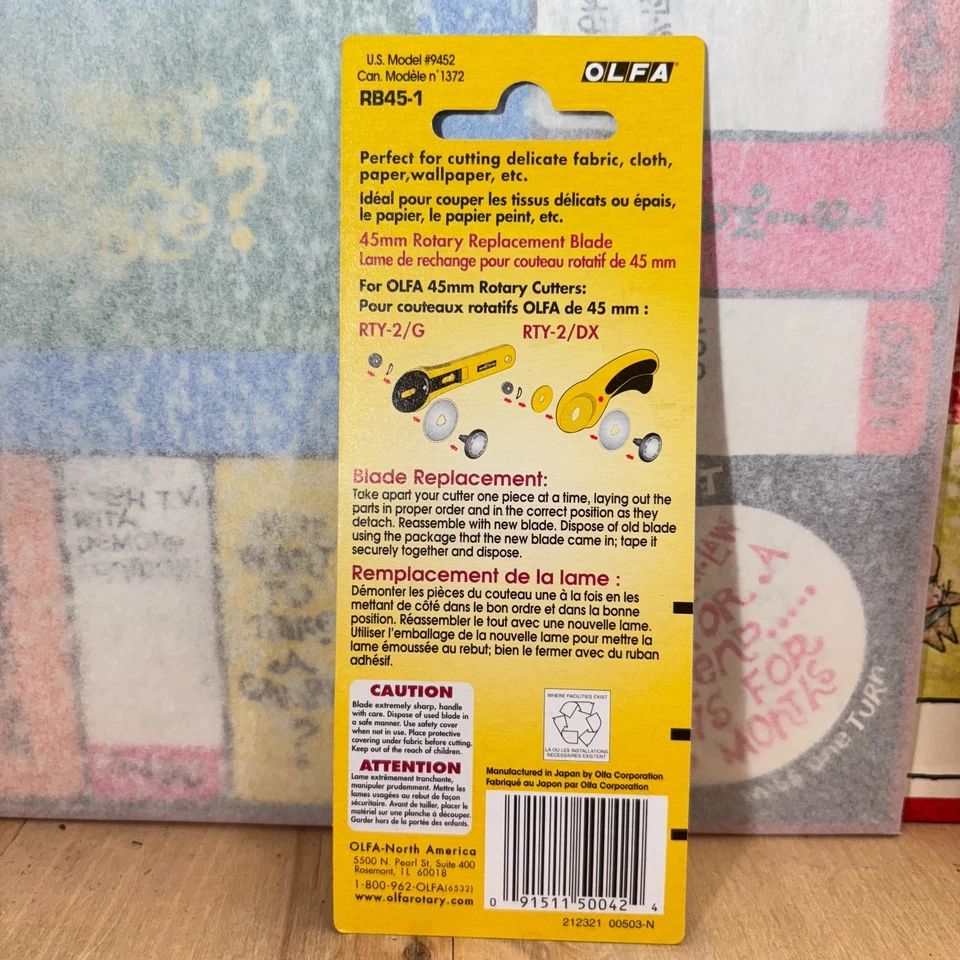 U.S. Model #9452
Can. Modèle n°1372
RB45-1
OLFA®
Perfect for cutting delicate fabric, cloth,
paper,wallpaper, etc.
Idéal pour couper les tissus délicats ou épais,
le papier, le papier peint, etc.
45mm Rotary Replacement Blade
Lame de rechange pour couteau rotatif de 45 mm
For OLFA 45mm Rotary Cutters:
Pour couteaux rotatifs OLFA de 45 mm :
RTY-2/G
RTY-2/DX
Blade Replacement:
Take apart your cutter one piece at a time, laying out the
parts in proper order and in the correct position as they
detach. Reassemble with new blade. Dispose of old blade
using the package that the new blade came in; tape it
securely together and dispose.
Remplacement de la lame :
Démonter les pièces du couteau une à la fois en les
mettant de côté dans le bon ordre et dans la bonne
position. Réassembler le tout avec une nouvelle lame.
Utiliser l'emballage de la nouvelle lame pour mettre la
lame émoussée au rebut; bien le fermer avec du ruban
adhésif.
CAUTION
Blade extremely sharp, handle
with care. Dispose of used blade in
a safe manner. Use safety cover
when not in use. Place protective
covering under fabric before cutting.
Keep out of the reach of children.
ATTENTION
Lame extrêmement tranchante,
manipuler prudemment. Mettre les
lames usagées au rebut de façon
sécuritaire. Avant de tailler, placer le
matériel sur une planche à découper.
Garder hors de la portée des enfants.
WHERE FACILITIES EXIST
LÀ OU LES INSTALLATIONS
NECESSAIRES EXISTENT
Manufactured in Japan by Olfa Corporation
Fabriqué au Japon par Olfa Corporation
OLFA-North America
5500 N. Pearl St. Suite 400
Rosemont, IL 60018
1-800-962-OLFA(6532)
www.olfarotary.com
0 91511 50042 4
212321 00503-N
to
?
FOR
MONTHS
TURN